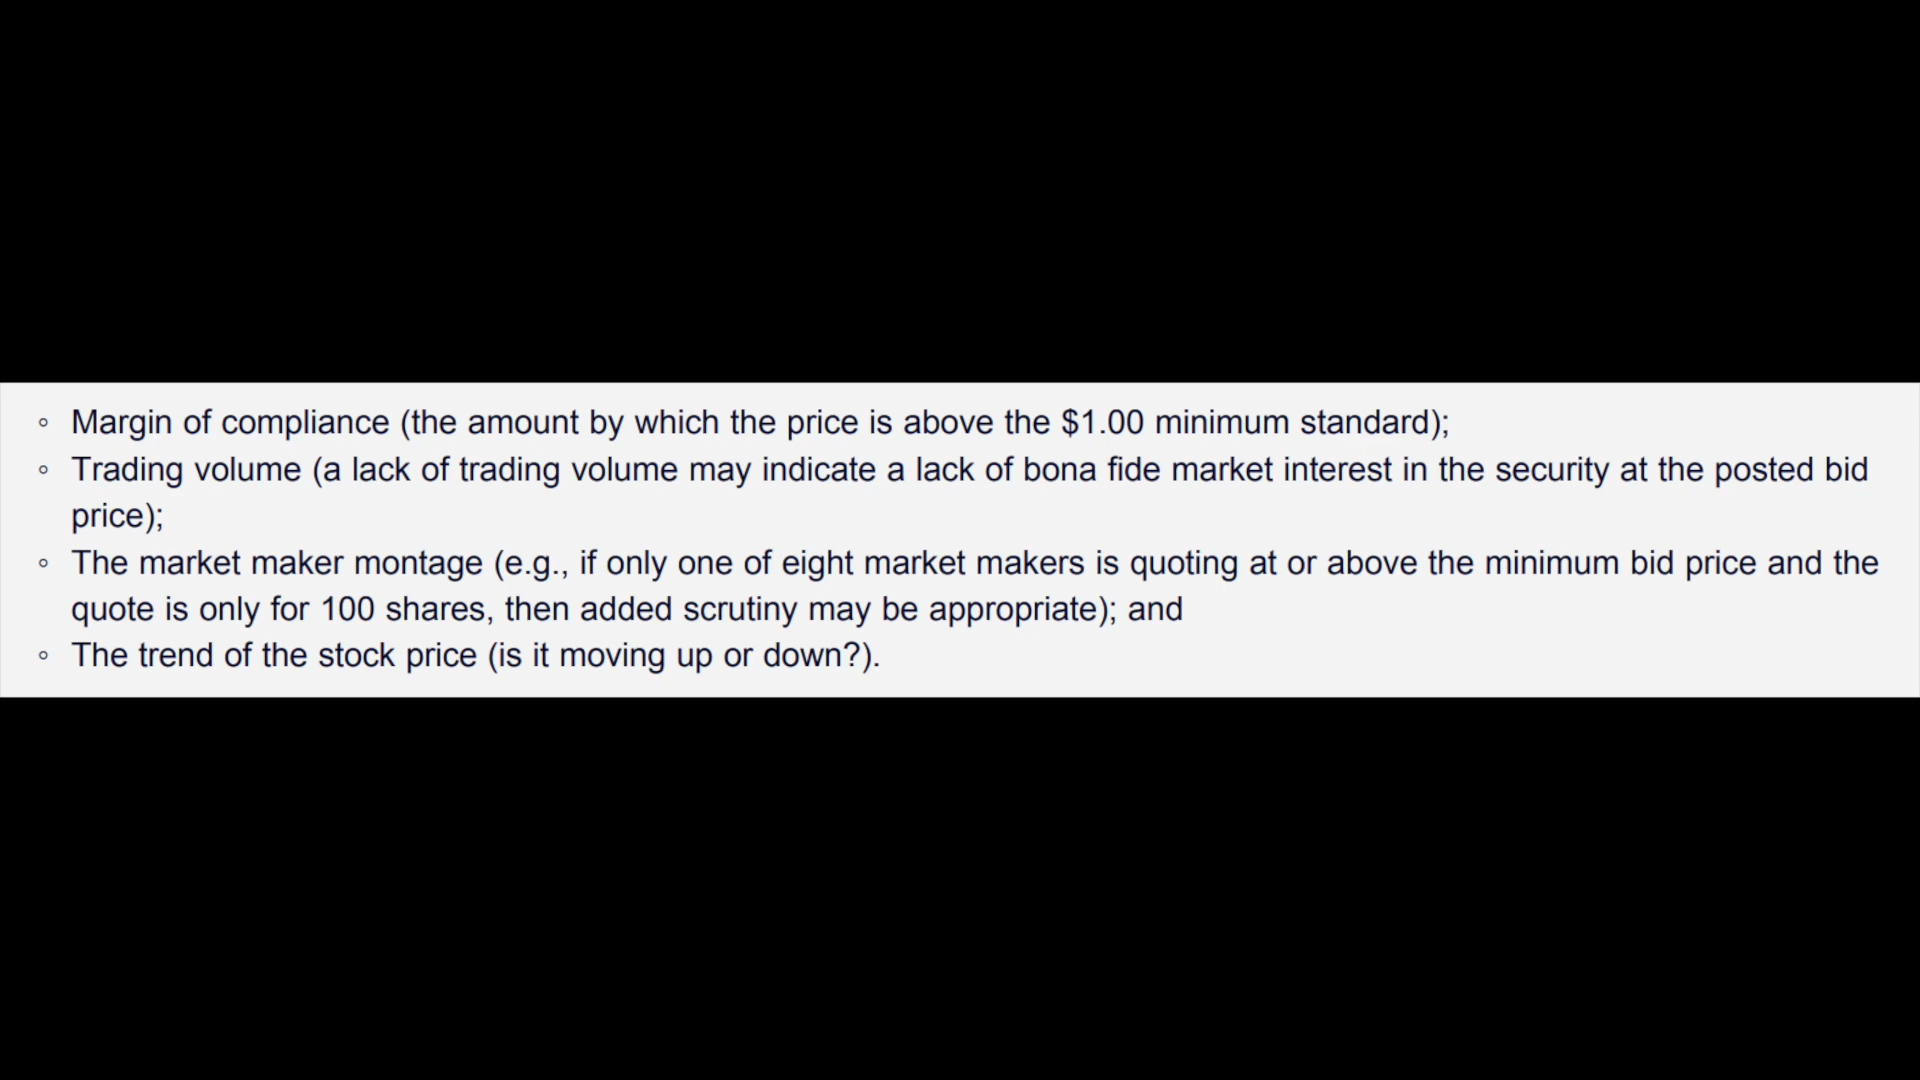 ◦ Margin of compliance (the amount by which the price is above the $1.00 minimum standard);
◦ Trading volume (a lack of trading volume may indicate a lack of bona fide market interest in the security at the posted bid
price);
◦ The market maker montage (e.g., if only one of eight market makers is quoting at or above the minimum bid price and the
quote is only for 100 shares, then added scrutiny may be appropriate); and
◦ The trend of the stock price (is it moving up or down?).